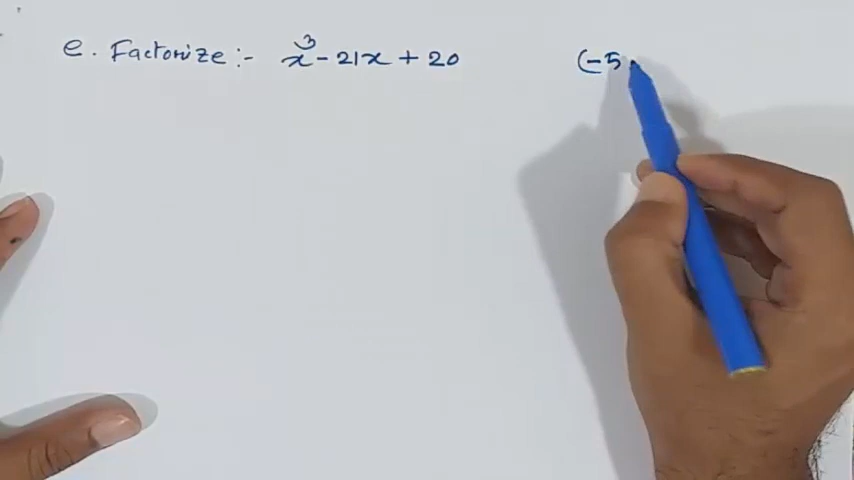 e. Factorize :- x³ - 21x + 20 (-5